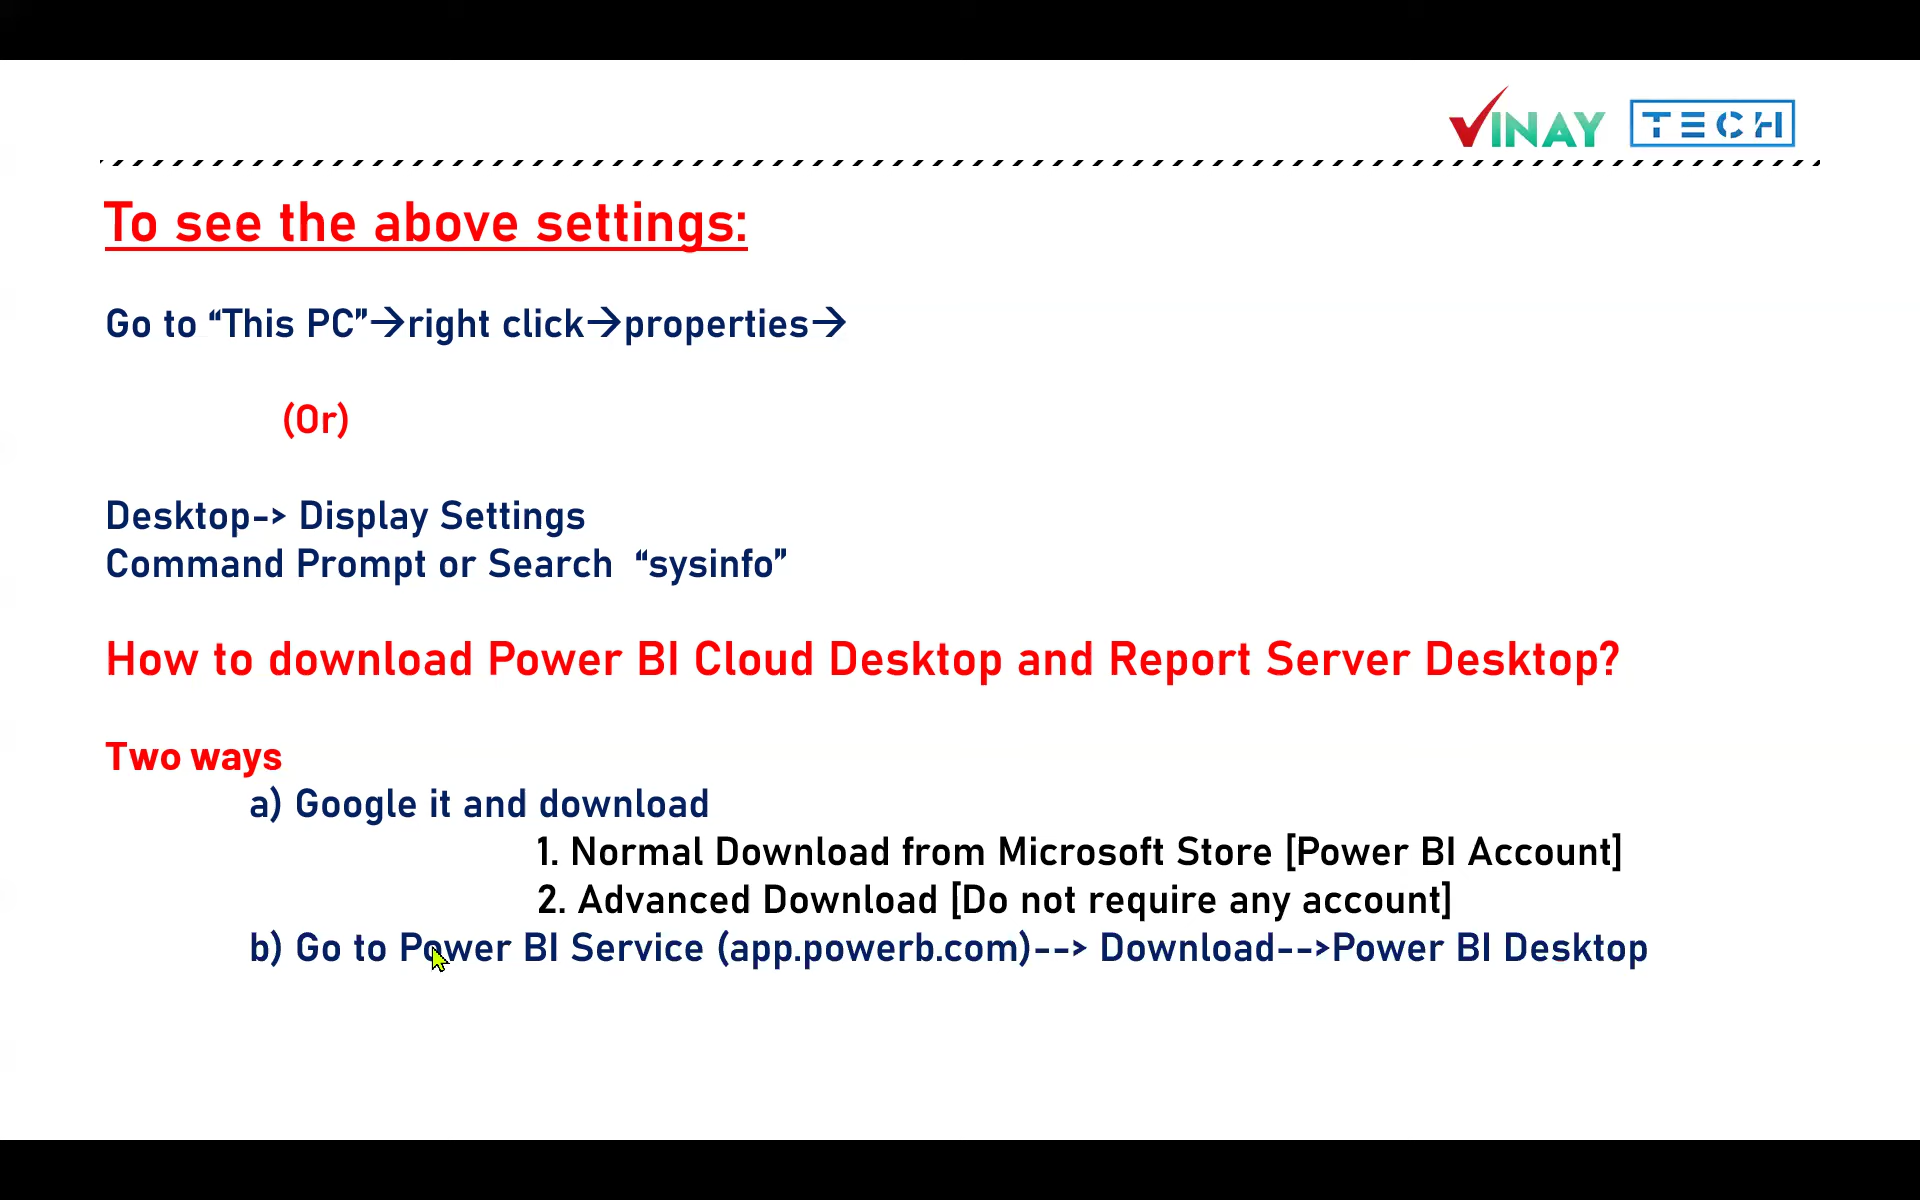 VINAY TECH
To see the above settings:
Go to “This PC”→right click→properties→
(Or)
Desktop-> Display Settings
Command Prompt or Search “sysinfo”
How to download Power BI Cloud Desktop and Report Server Desktop?
Two ways
a) Google it and download
1. Normal Download from Microsoft Store [Power BI Account]
2. Advanced Download [Do not require any account]
b) Go to Power BI Service (app.powerb.com)--> Download-->Power BI Desktop